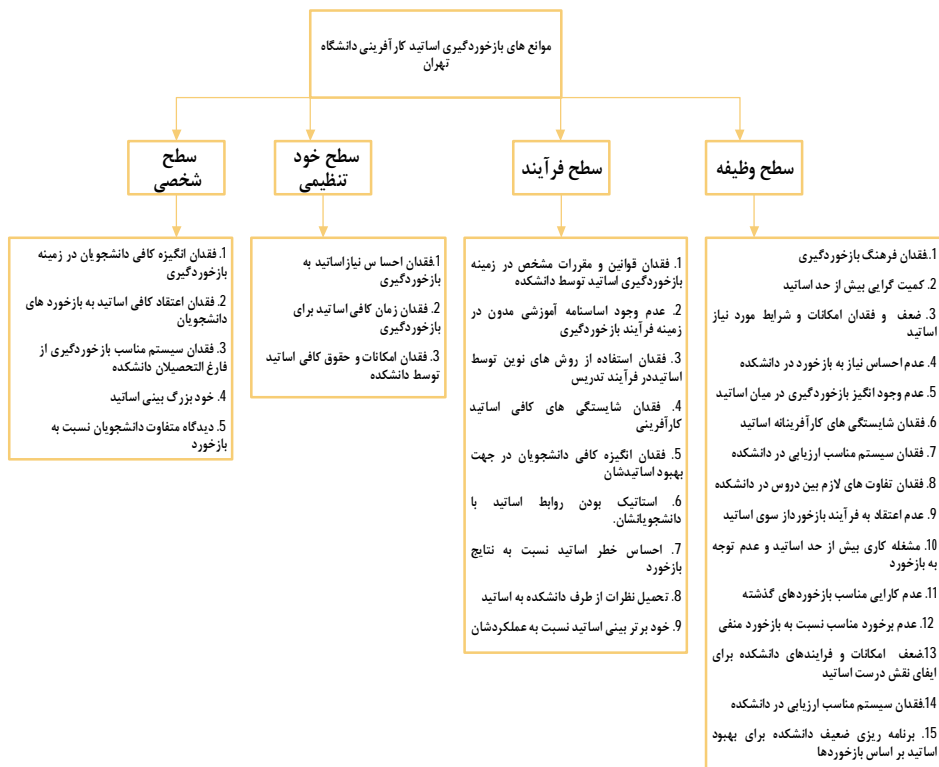 موانع های بازخوردگیری اساتید کارآفرینی دانشگاه
تهران
سطح وظیفه
سطح فرآیند
سطح خود
تنظیمی
سطح
شخصی
1.فقدان فرهنگ بازخوردگیری
2. کمیت گرایی بیش از حد اساتید
3. ضعف و فقدان امکانات و شرایط مورد نیاز
اساتید
4. عدم احساس نیاز به بازخورد در دانشکده
5. عدم وجود انگیز بازخوردگیری در میان اساتید
6. فقدان شایستگی های کارآفرینانه اساتید
7. فقدان سیستم مناسب ارزیابی در دانشکده
8. فقدان تفاوت های لازم بین دروس در دانشکده
9. عدم اعتقاد به فرآیند بازخورداز سوی اساتید
10. مشغله کاری بیش از حد اساتید و عدم توجه
به بازخورد
11. عدم کارایی مناسب بازخوردهای گذشته
12. عدم برخورد مناسب نسبت به بازخورد منفی
13.ضعف امکانات و فرایندهای دانشکده برای
ایفای نقش درست اساتید
14.فقدان سیستم مناسب ارزیابی در دانشکده
15. برنامه ریزی ضعیف دانشکده برای بهبود
اساتید بر اساس بازخوردها
1. فقدان قوانین و مقررات مشخص در زمینه
بازخوردگیری اساتید توسط دانشکده
2. عدم وجود اساسنامه آموزشی مدون در
زمینه فرآیند بازخوردگیری
3. فقدان استفاده از روش های نوین توسط
اساتیددر فرآیند تدریس
4. فقدان شایستگی های کافی اساتید
کارآفرینی
5. فقدان انگیزه کافی دانشجویان در جهت
بهبود اساتیدشان
6. استاتیک بودن روابط اساتید با
دانشجویانشان.
7. احساس خطر اساتید نسبت به نتایج
بازخورد
8. تحمیل نظرات از طرف دانشکده به اساتید
9. خود برتر بینی اساتید نسبت به عملکردشان
1.فقدان احسا س نیازاساتید به
بازخوردگیری
2. فقدان زمان کافی اساتید برای
بازخوردگیری
3. فقدان امکانات و حقوق کافی اساتید
توسط دانشکده
1. فقدان انگیزه کافی دانشجویان در زمینه
بازخوردگیری
2. فقدان اعتقاد کافی اساتید به بازخورد های
دانشجویان
3. فقدان سیستم مناسب بازخوردگیری از
فارغ التحصیلان دانشکده
4. خود بزرگ بینی اساتید
5. دیدگاه متفاوت دانشجویان نسبت به
بازخورد